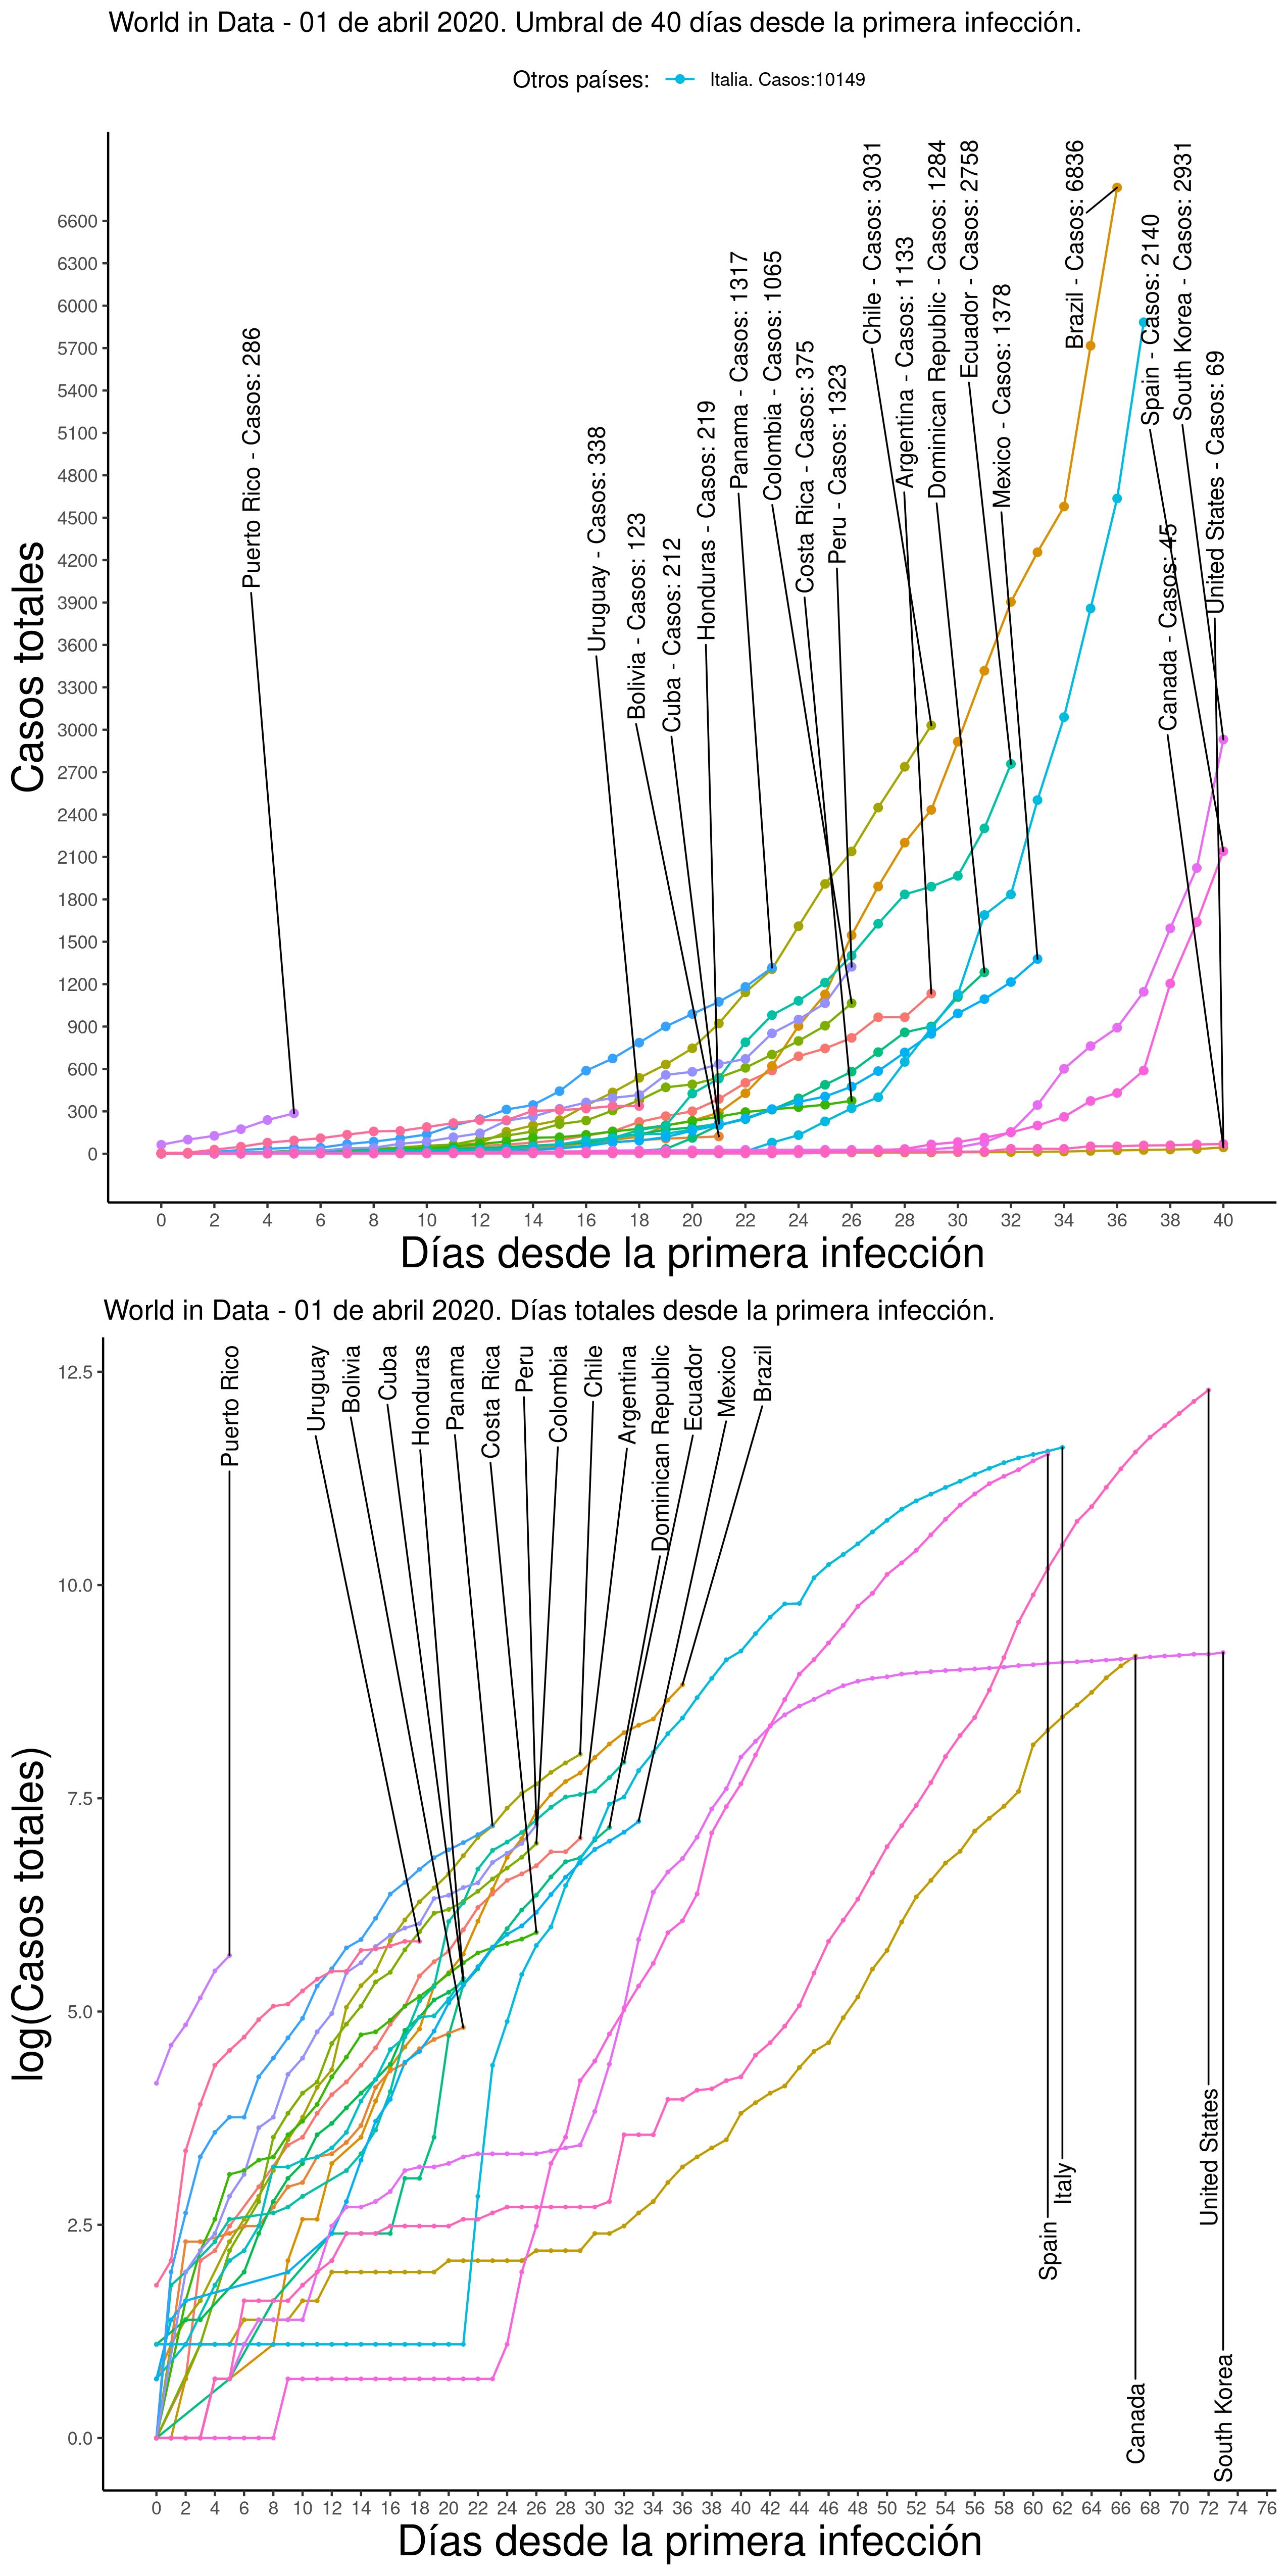 World in Data - 01 de abril 2020. Umbral de 40 días desde la primera infección.
Otros países: Italia. Casos:10149
Casos totales
6600
6300
6000
5700
5400
5100
4800
4500
4200
3900
3600
3300
3000
2700
2400
2100
1800
1500
1200
900
600
300
0
Puerto Rico - Casos: 286
Uruguay - Casos: 338
Bolivia - Casos: 123
Cuba - Casos: 212
Honduras - Casos: 219
Panama - Casos: 1317
Colombia - Casos: 1065
Costa Rica - Casos: 375
Peru - Casos: 1323
Chile - Casos: 3031
Argentina - Casos: 1133
Dominican Republic - Casos: 1284
Ecuador - Casos: 2758
Mexico - Casos: 1378
Brazil - Casos: 6836
Spain - Casos: 2140
South Korea - Casos: 2931
Canada - Casos: 45
United States - Casos: 69
0 2 4 6 8 10 12 14 16 18 20 22 24 26 28 30 32 34 36 38 40
Días desde la primera infección
World in Data - 01 de abril 2020. Días totales desde la primera infección.
log(Casos totales)
12.5
10.0
7.5
5.0
2.5
0.0
Puerto Rico
Uruguay
Bolivia
Cuba
Honduras
Panama
Costa Rica
Peru
Colombia
Chile
Argentina
Dominican Republic
Ecuador
Mexico
Brazil
Spain
Italy
Canada
United States
South Korea
0 2 4 6 8 10 12 14 16 18 20 22 24 26 28 30 32 34 36 38 40 42 44 46 48 50 52 54 56 58 60 62 64 66 68 70 72 74 76
Días desde la primera infección